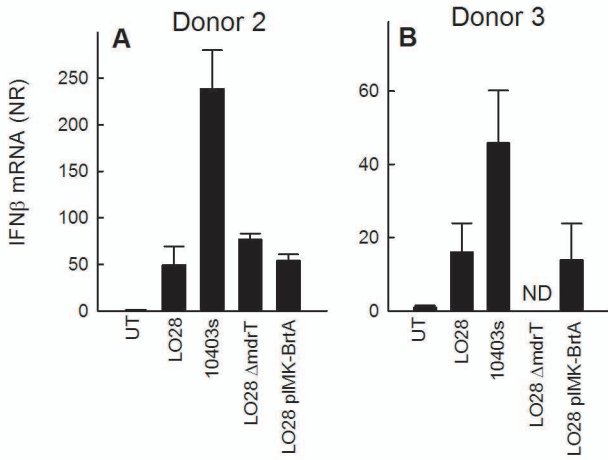 Donor 2
Donor 3
A
B
IFNβ mRNA (NR)
250
200
150
100
50
0
UT
LO28
10403s
LO28 ΔmdrT
LO28 pIMK-BrtA
60
40
20
0
ND
UT
LO28
10403s
LO28 ΔmdrT
LO28 pIMK-BrtA